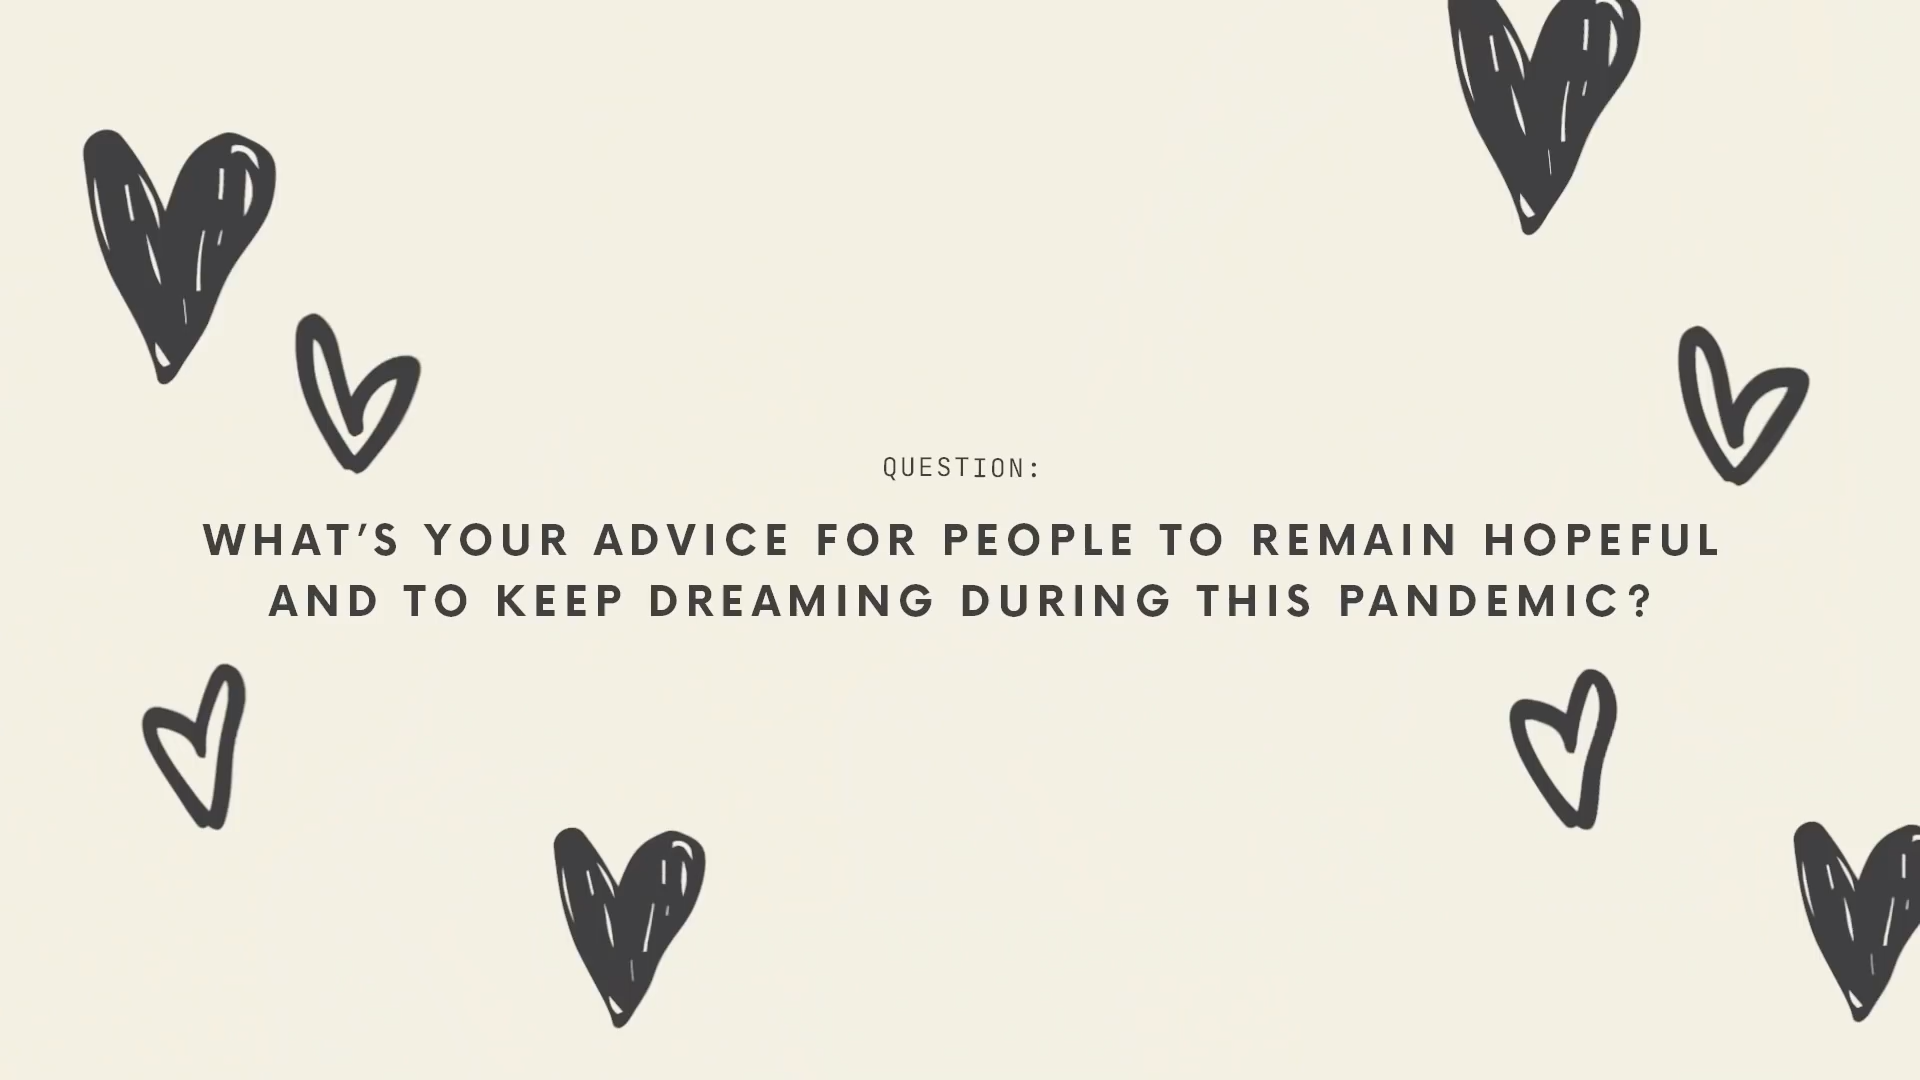 QUESTION:
WHAT’S YOUR ADVICE FOR PEOPLE TO REMAIN HOPEFUL
AND TO KEEP DREAMING DURING THIS PANDEMIC?